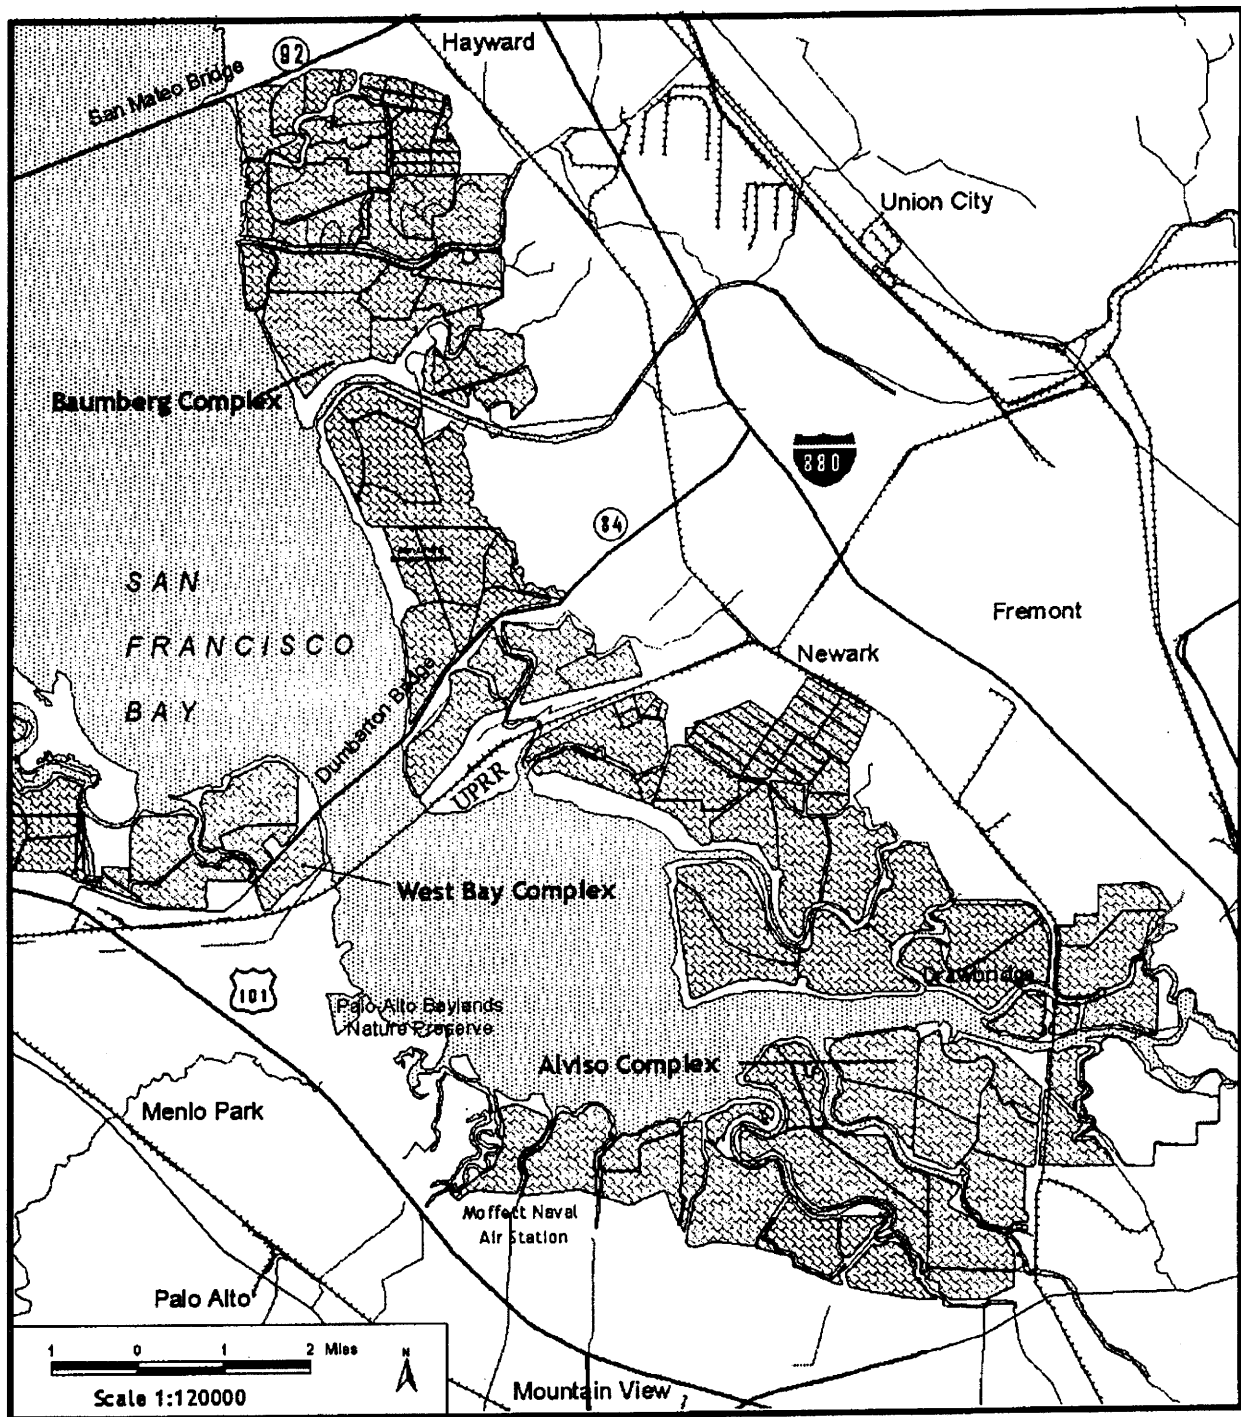 Hayward
92
San Mateo Bridge
Union City
Baumberg Complex
880
84
SAN
FRANCISCO
BAY
Fremont
Newark
Dumbarton Bridge
UPRR
West Bay Complex
101
Drawbridge
Palo Alto Baylands
Nature Preserve
Alviso Complex
Menlo Park
Moffett Naval
Air Station
Palo Alto
1 0 1 2 Miles
N
Scale 1:120000
Mountain View